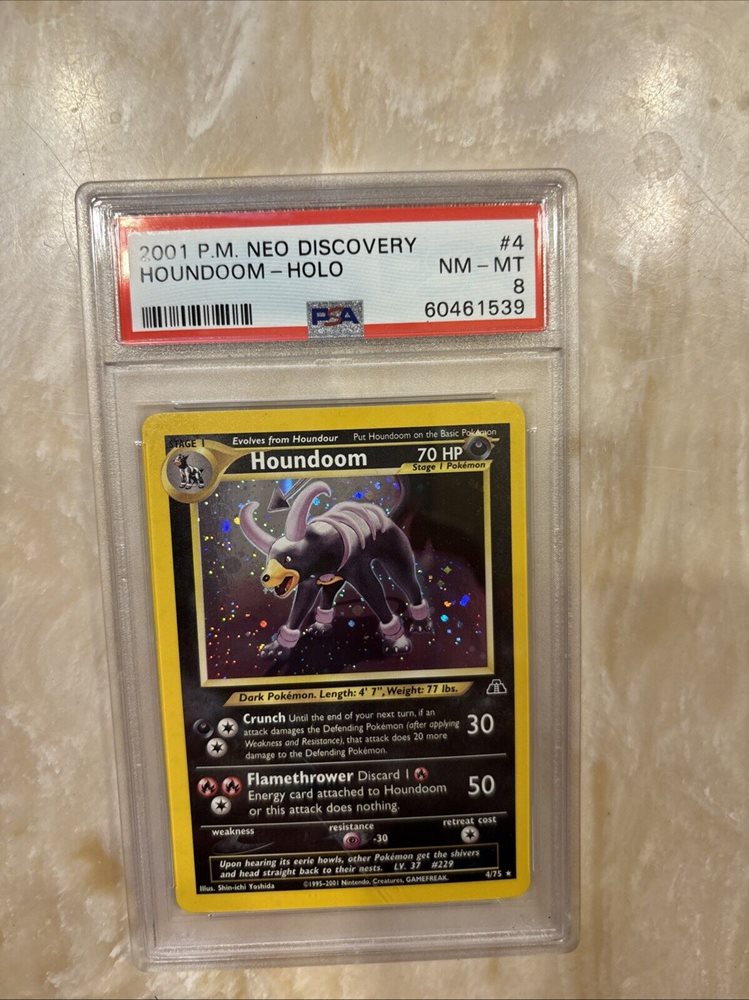 2001 P.M. NEO DISCOVERY #4
HOUNDOOM - HOLO NM - MT
8
PSA 60461539
STAGE 1 Evolves from Houndour Put Houndoom on the Basic Pokémon
Houndoom 70 HP
Stage 1 Pokémon
Dark Pokémon. Length: 4' 7", Weight: 77 lbs.
Crunch Until the end of your next turn, if an
attack damages the Defending Pokémon (after applying 30
Weakness and Resistance), that attack does 20 more
damage to the Defending Pokémon.
Flamethrower Discard 1
Energy card attached to Houndoom 50
or this attack does nothing.
weakness resistance retreat cost
-30
Upon hearing its eerie howls, other Pokémon get the shivers
and head straight back to their nests. LV. 37 #229
Illus. Shin-ichi Yoshida ©1995-2001 Nintendo, Creatures, GAMEFREAK. 4/75 ★